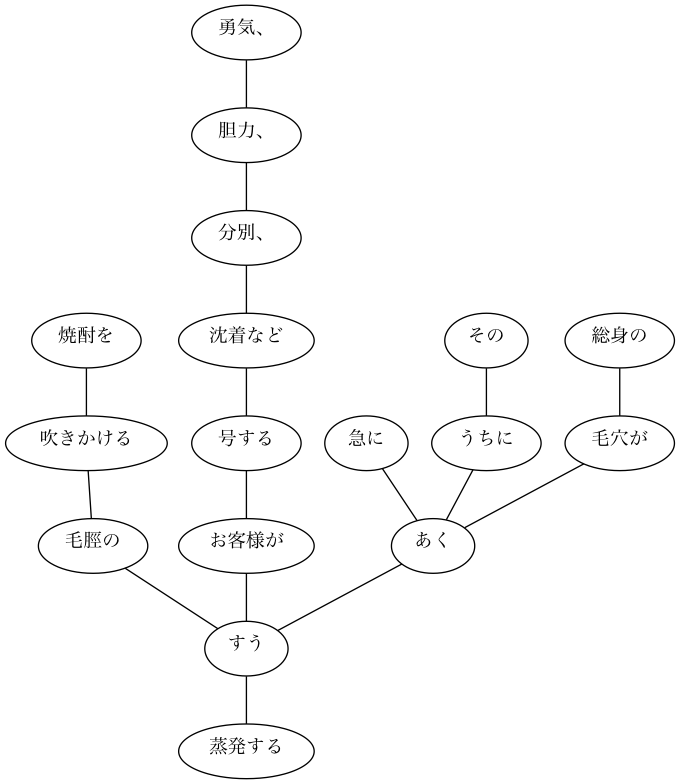 勇気、
胆力、
分別、
焼酎を
沈着など
その
総身の
吹きかける
号する
急に
うちに
毛穴が
毛脛の
お客様が
あく
すう
蒸発する